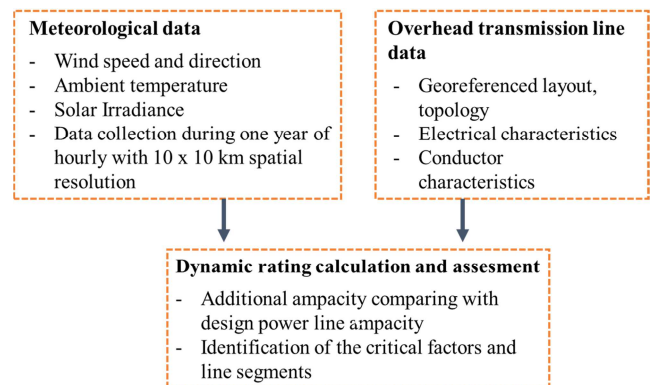 Meteorological data
- Wind speed and direction
- Ambient temperature
- Solar Irradiance
- Data collection during one year of
hourly with 10 x 10 km spatial
resolution
Overhead transmission line
data
- Georeferenced layout,
topology
- Electrical characteristics
- Conductor
characteristics
Dynamic rating calculation and assesment
- Additional ampacity comparing with
design power line ampacity
- Identification of the critical factors and
line segments